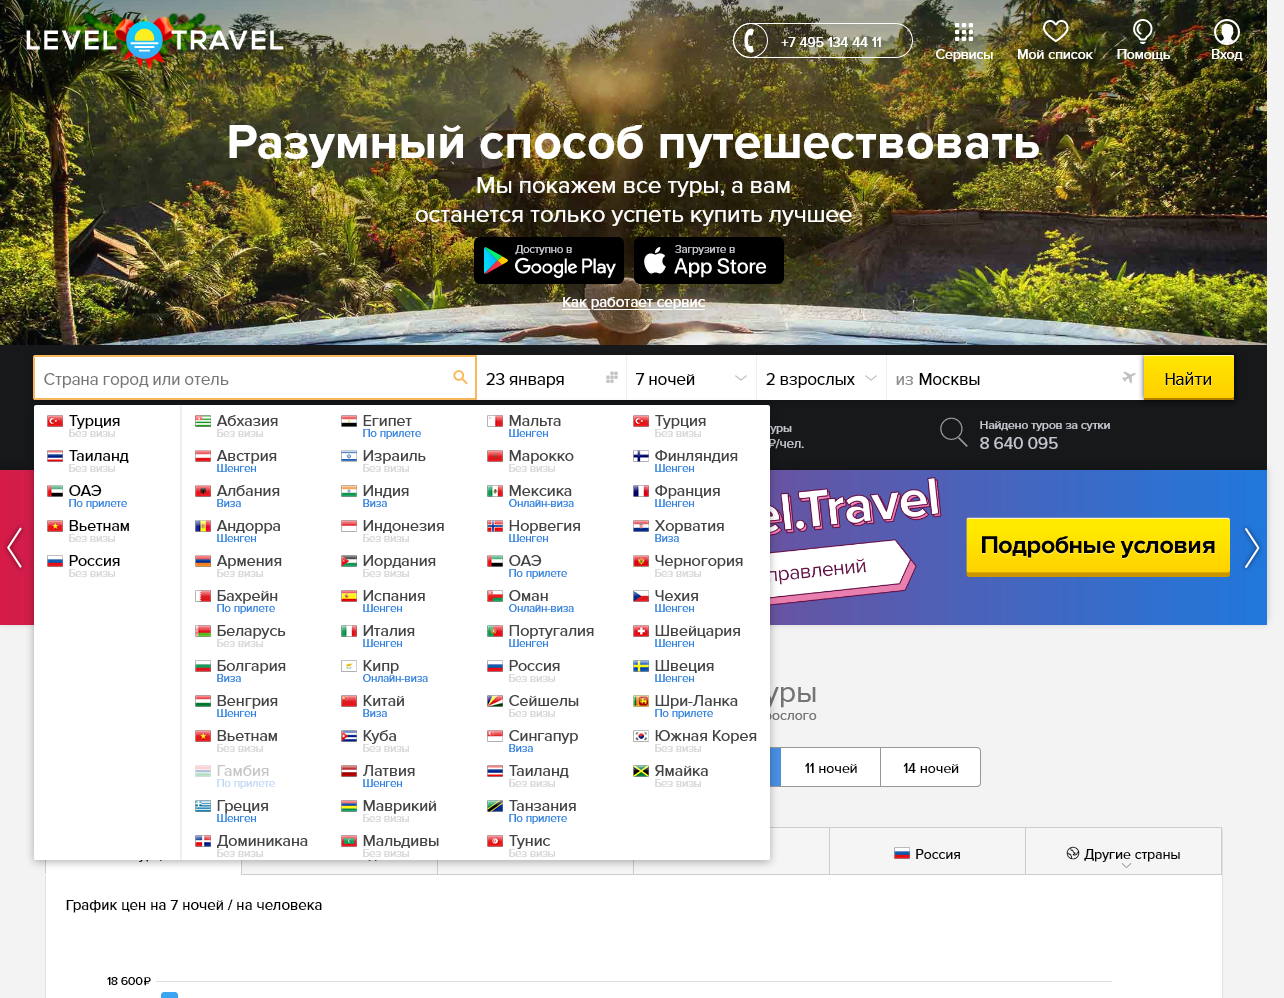 LEVEL TRAVEL
+7 495 134 44 11
Сервисы
Мой список
Помощь
Вход
Разумный способ путешествовать
Мы покажем все туры, а вам
останется только успеть купить лучшее
Доступно в
Google Play
Загрузите в
App Store
Как работает сервис
Страна город или отель
23 января
7 ночей
2 взрослых
из Москвы
Найти
Турция
Без визы
Таиланд
Без визы
ОАЭ
По прилете
Вьетнам
Без визы
Россия
Без визы
Абхазия
Без визы
Австрия
Шенген
Албания
Виза
Андорра
Шенген
Армения
Без визы
Бахрейн
По прилете
Беларусь
Без визы
Болгария
Виза
Венгрия
Шенген
Вьетнам
Без визы
Гамбия
По прилете
Греция
Шенген
Доминикана
Без визы
Египет
По прилете
Израиль
Без визы
Индия
Виза
Индонезия
Без визы
Иордания
Без визы
Испания
Шенген
Италия
Шенген
Кипр
Онлайн-виза
Китай
Виза
Куба
Без визы
Латвия
Шенген
Маврикий
Без визы
Мальдивы
Без визы
Мальта
Шенген
Марокко
Без визы
Мексика
Онлайн-виза
Норвегия
Шенген
ОАЭ
По прилете
Оман
Онлайн-виза
Португалия
Шенген
Россия
Без визы
Сейшелы
Без визы
Сингапур
Виза
Таиланд
Без визы
Танзания
По прилете
Тунис
Без визы
Турция
Без визы
Финляндия
Шенген
Франция
Шенген
Хорватия
Виза
Черногория
Без визы
Чехия
Шенген
Швейцария
Шенген
Швеция
Шенген
Шри-Ланка
По прилете
Южная Корея
Без визы
Ямайка
Без визы
уры
₽/чел.
Найдено туров за сутки
8 640 095
el.Travel
правлений
Подробные условия
уры
рослого
11 ночей
14 ночей
Россия
Другие страны
График цен на 7 ночей / на человека
18 600₽